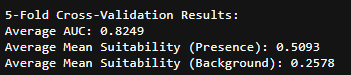 5-Fold Cross-Validation Results:
Average AUC: 0.8249
Average Mean Suitability (Presence): 0.5093
Average Mean Suitability (Background): 0.2578